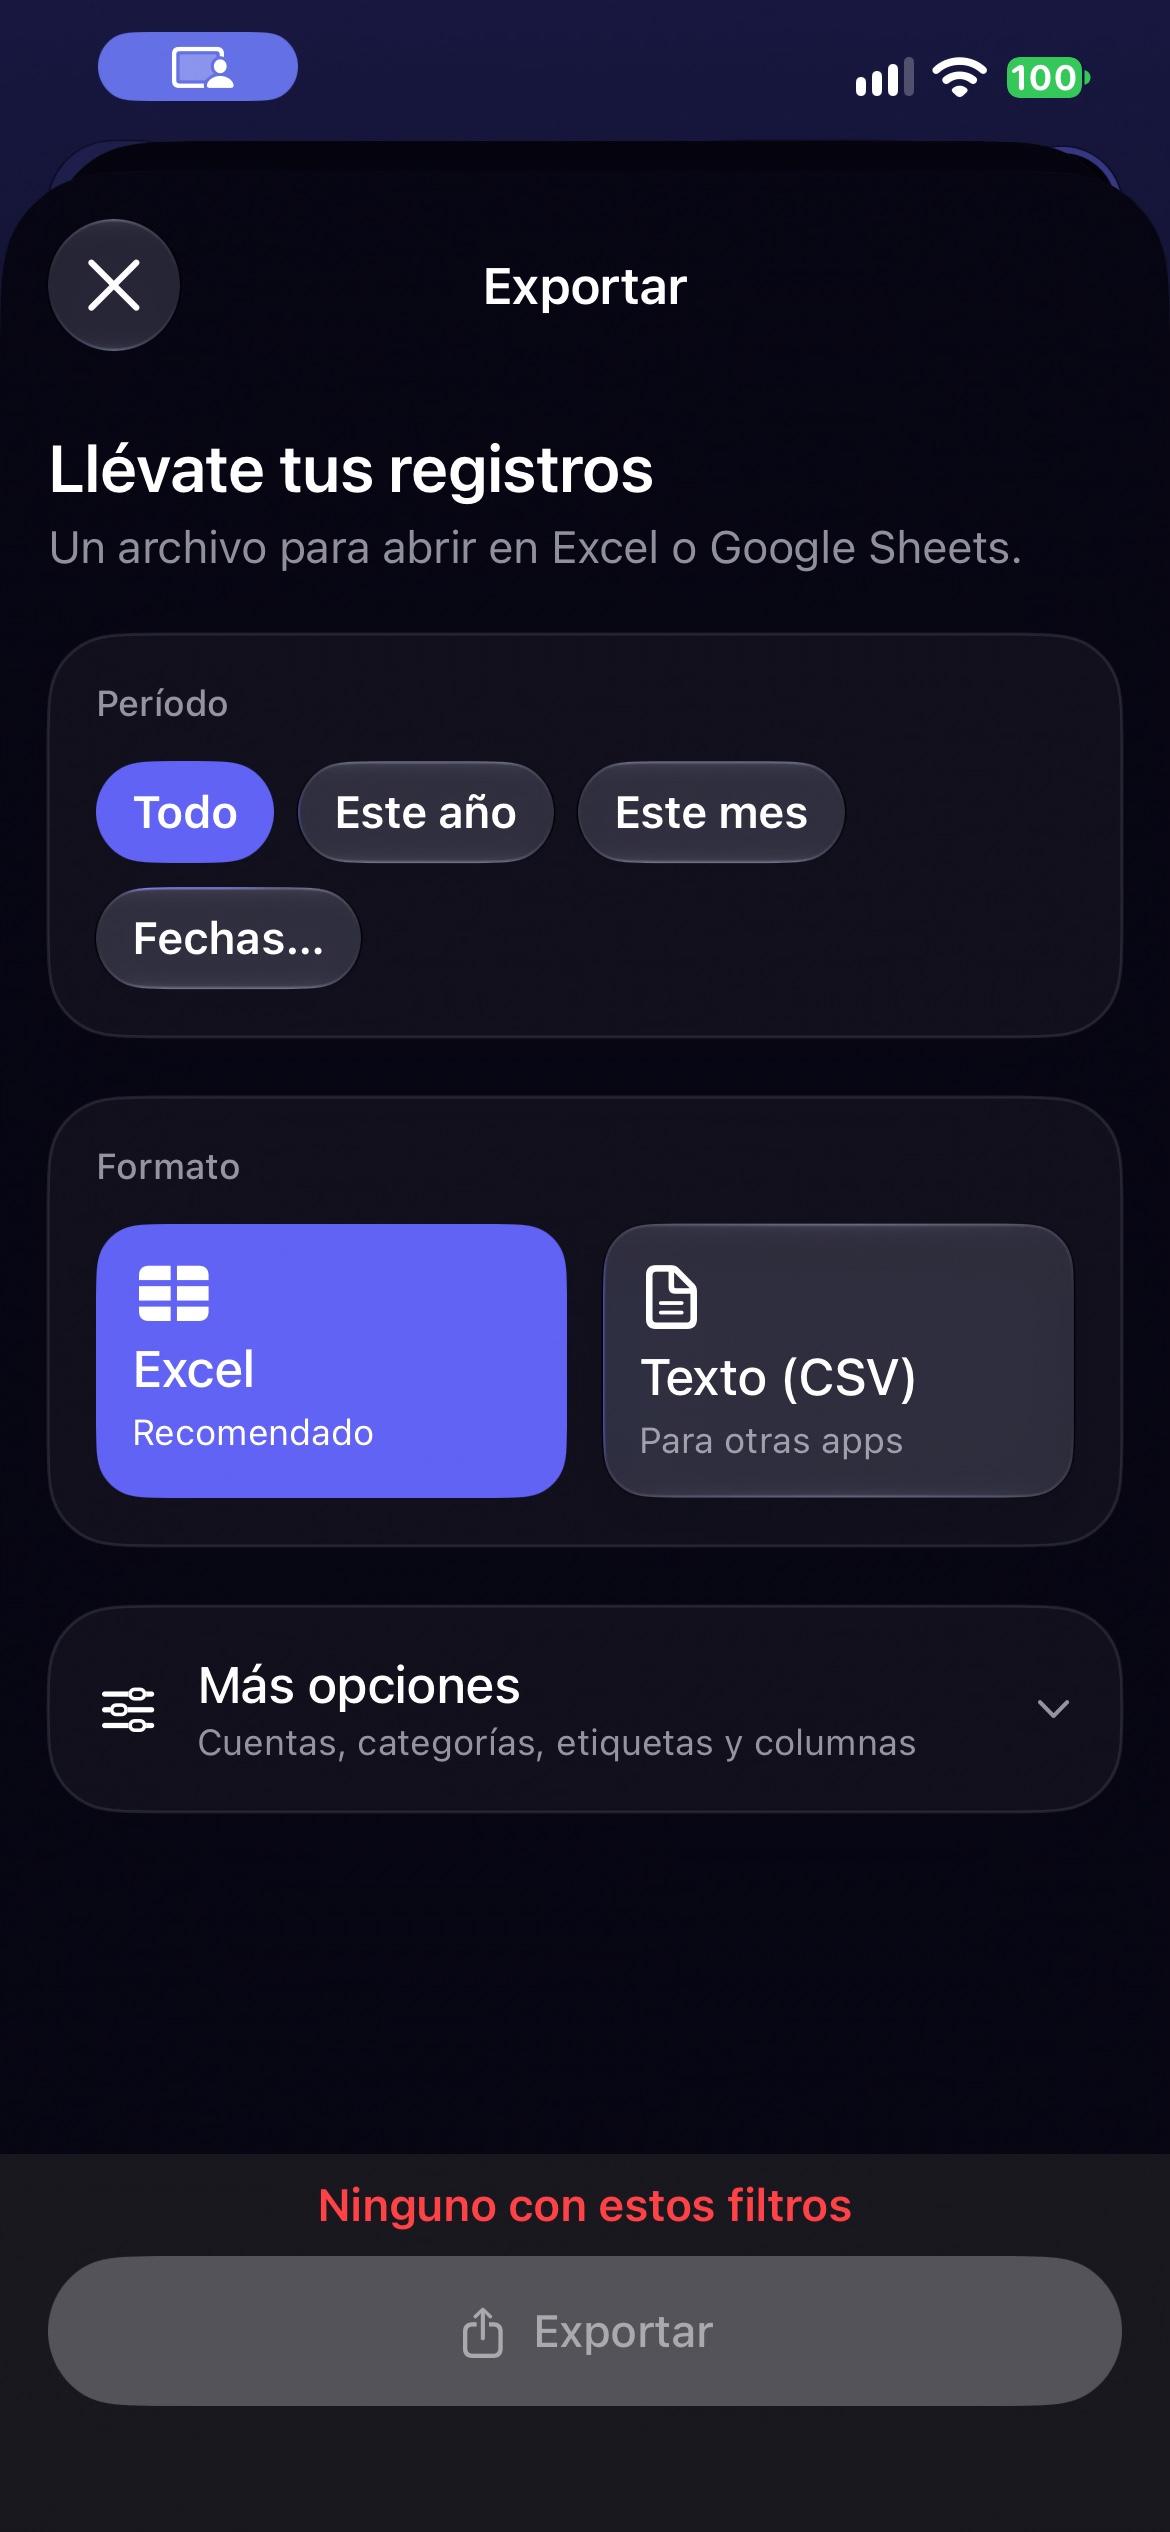 100
Exportar
Llévate tus registros
Un archivo para abrir en Excel o Google Sheets.
Período
Todo
Este año
Este mes
Fechas...
Formato
Excel
Recomendado
Texto (CSV)
Para otras apps
Más opciones
Cuentas, categorías, etiquetas y columnas
Ninguno con estos filtros
Exportar